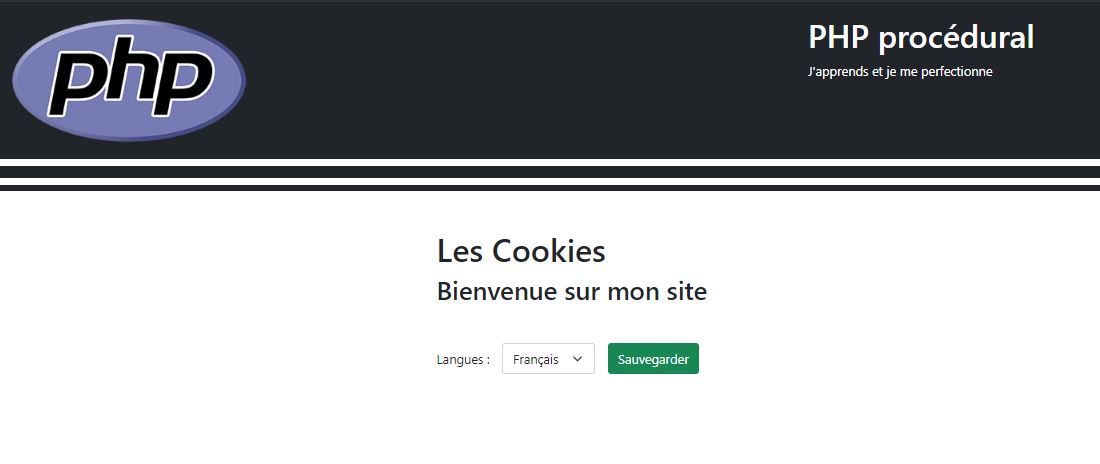 php
PHP procédural
J'apprends et je me perfectionne
Les Cookies
Bienvenue sur mon site
Langues : Français Sauvegarder